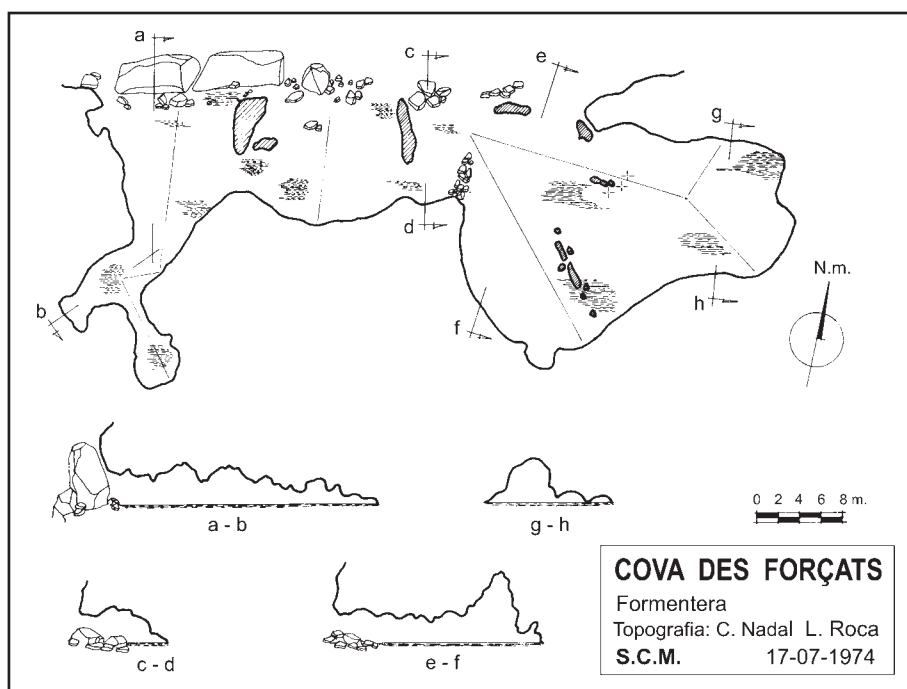 a
c
e
g
b
d
f
h
N.m.
a - b
g - h
0 2 4 6 8 m.
c - d
e - f
COVA DES FORÇATS
Formentera
Topografia: C. Nadal L. Roca
S.C.M. 17-07-1974